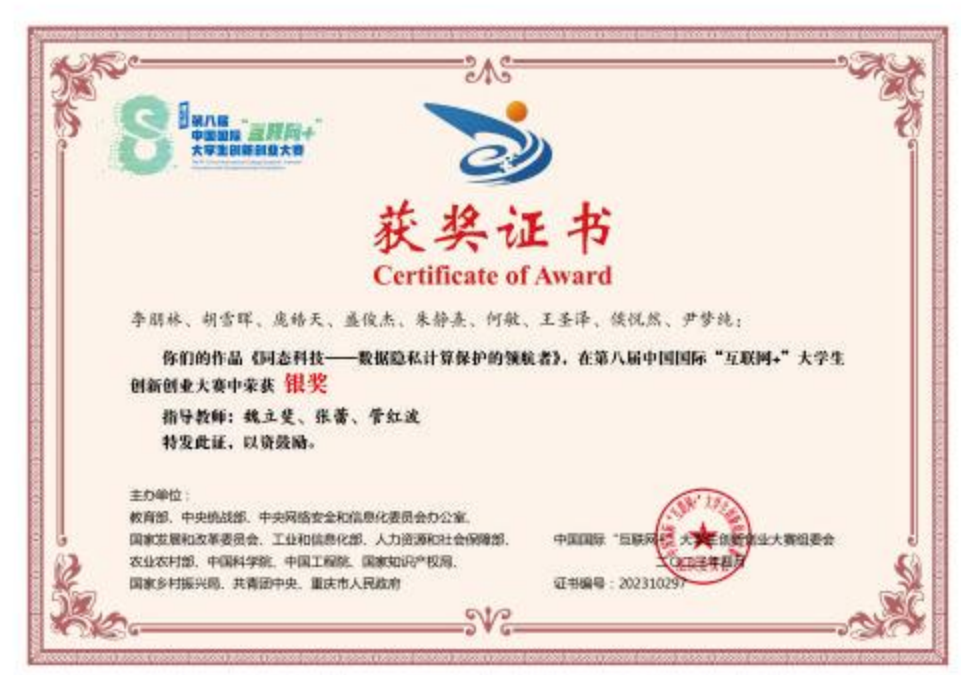 第八届
中国国际“互联网+”
大学生创新创业大赛
获奖证书
Certificate of Award
李朋林、胡雪晖、庞皓天、盛俊杰、朱静熹、何敏、王圣泽、侯悦然、尹梦纯：
你们的作品《同态科技——数据隐私计算保护的领航者》，在第八届中国国际“互联网+”大学生
创新创业大赛中荣获 银奖
指导教师：魏立斐、张蕾、管红波
特发此证，以资鼓励。
主办单位：
教育部、中央统战部、中央网络安全和信息化委员会办公室、
国家发展和改革委员会、工业和信息化部、人力资源和社会保障部、
农业农村部、中国科学院、中国工程院、国家知识产权局、
国家乡村振兴局、共青团中央、重庆市人民政府
中国国际“互联网+”大学生创新创业大赛组委会
二〇二三年四月
证书编号：202310297